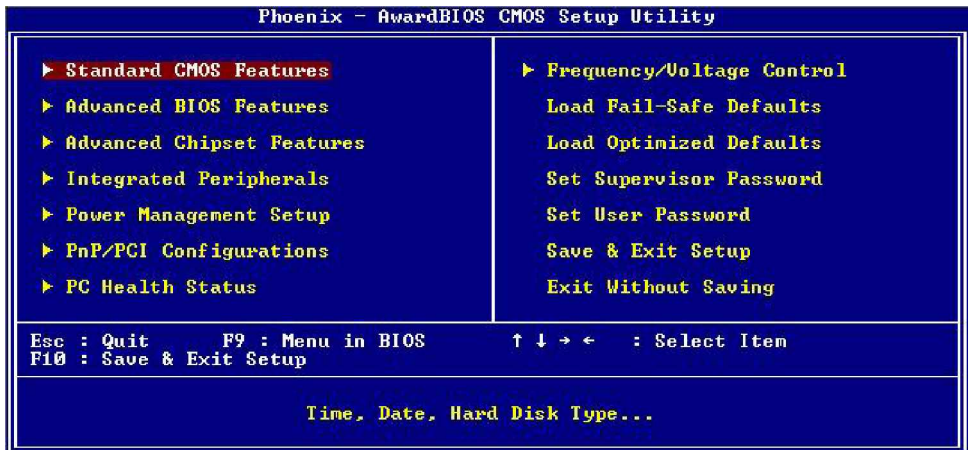 Phoenix - AwardBIOS CMOS Setup Utility
▶ Standard CMOS Features
▶ Advanced BIOS Features
▶ Advanced Chipset Features
▶ Integrated Peripherals
▶ Power Management Setup
▶ PnP/PCI Configurations
▶ PC Health Status
▶ Frequency/Voltage Control
Load Fail-Safe Defaults
Load Optimized Defaults
Set Supervisor Password
Set User Password
Save & Exit Setup
Exit Without Saving
Esc : Quit F9 : Menu in BIOS ↑ ↓ → ← : Select Item
F10 : Save & Exit Setup
Time, Date, Hard Disk Type...